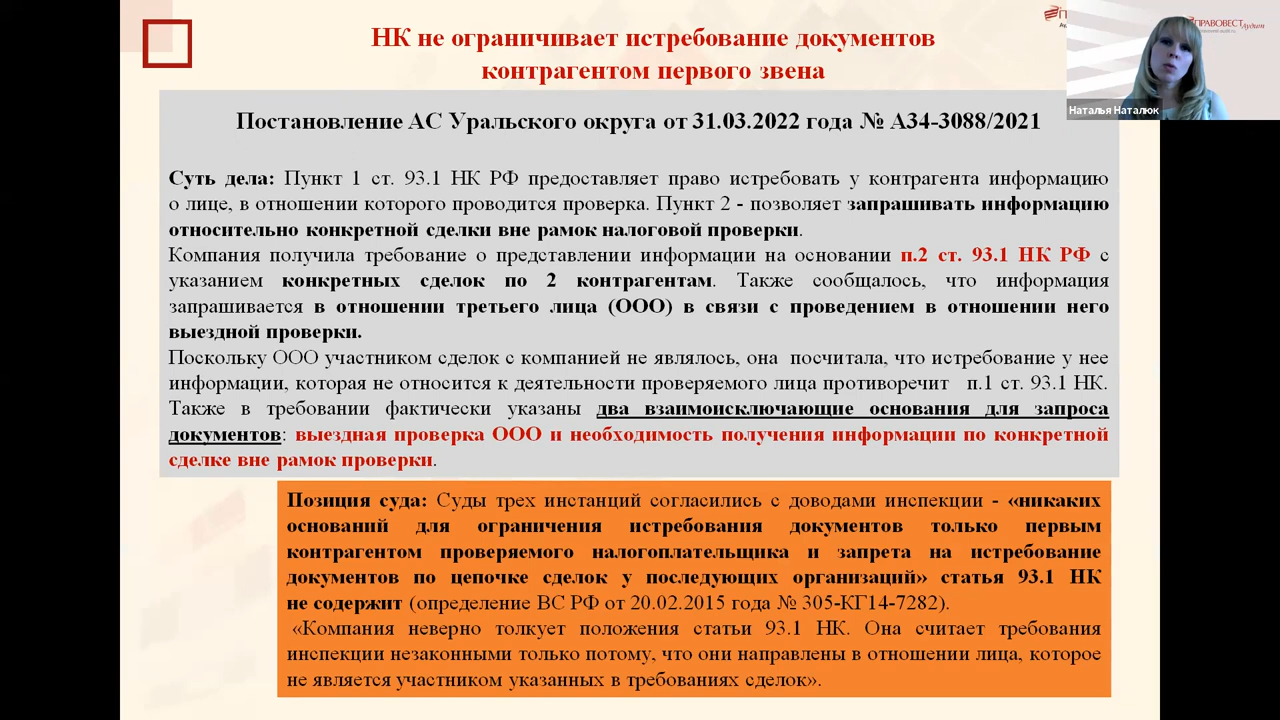 НК не ограничивает истребование документов
контрагентом первого звена
ПРАВОВЕСТ Аудит
Наталья Наталюк
Постановление АС Уральского округа от 31.03.2022 года № А34-3088/2021
Суть дела: Пункт 1 ст. 93.1 НК РФ предоставляет право истребовать у контрагента информацию
о лице, в отношении которого проводится проверка. Пункт 2 - позволяет запрашивать информацию
относительно конкретной сделки вне рамок налоговой проверки.
Компания получила требование о представлении информации на основании п.2 ст. 93.1 НК РФ с
указанием конкретных сделок по 2 контрагентам. Также сообщалось, что информация
запрашивается в отношении третьего лица (ООО) в связи с проведением в отношении него
выездной проверки.
Поскольку ООО участником сделок с компанией не являлось, она посчитала, что истребование у нее
информации, которая не относится к деятельности проверяемого лица противоречит п.1 ст. 93.1 НК.
Также в требовании фактически указаны два взаимоисключающие основания для запроса
документов: выездная проверка ООО и необходимость получения информации по конкретной
сделке вне рамок проверки.
Позиция суда: Суды трех инстанций согласились с доводами инспекции - «никаких
оснований для ограничения истребования документов только первым
контрагентом проверяемого налогоплательщика и запрета на истребование
документов по цепочке сделок у последующих организаций» статья 93.1 НК
не содержит (определение ВС РФ от 20.02.2015 года № 305-КГ14-7282).
«Компания неверно толкует положения статьи 93.1 НК. Она считает требования
инспекции незаконными только потому, что они направлены в отношении лица, которое
не является участником указанных в требованиях сделок».